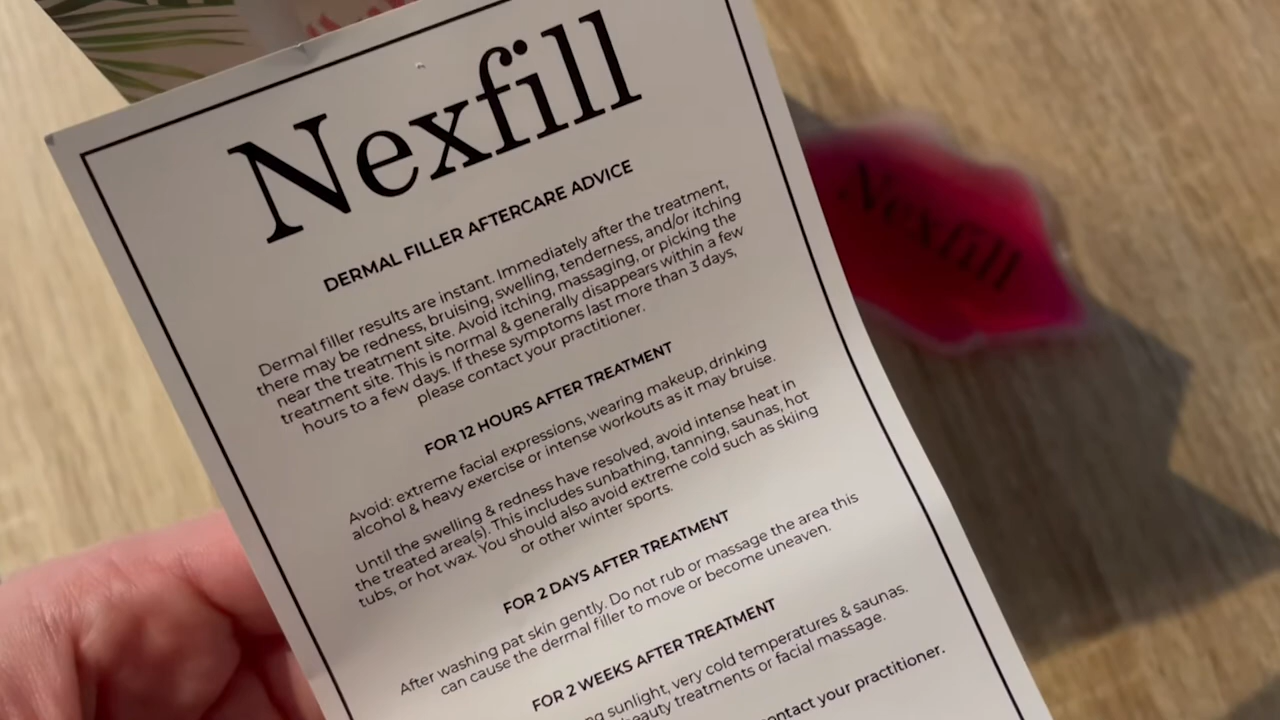 Nexfill
DERMAL FILLER AFTERCARE ADVICE
Dermal filler results are instant. Immediately after the treatment,
there may be redness, bruising, swelling, tenderness, and/or itching
near the treatment site. Avoid itching, massaging, or picking the
treatment site. This is normal & generally disappears within a few
hours to a few days. If these symptoms last more than 3 days,
please contact your practitioner.
FOR 12 HOURS AFTER TREATMENT
Avoid: extreme facial expressions, wearing makeup, drinking
alcohol & heavy exercise or intense workouts as it may bruise.
Until the swelling & redness have resolved, avoid intense heat in
the treated area(s). This includes sunbathing, tanning, saunas, hot
tubs, or hot wax. You should also avoid extreme cold such as skiing
or other winter sports.
FOR 2 DAYS AFTER TREATMENT
After washing pat skin gently. Do not rub or massage the area this
can cause the dermal filler to move or become uneven.
FOR 2 WEEKS AFTER TREATMENT
sunlight, very cold temperatures & saunas.
beauty treatments or facial massage.
contact your practitioner.
Nexfill